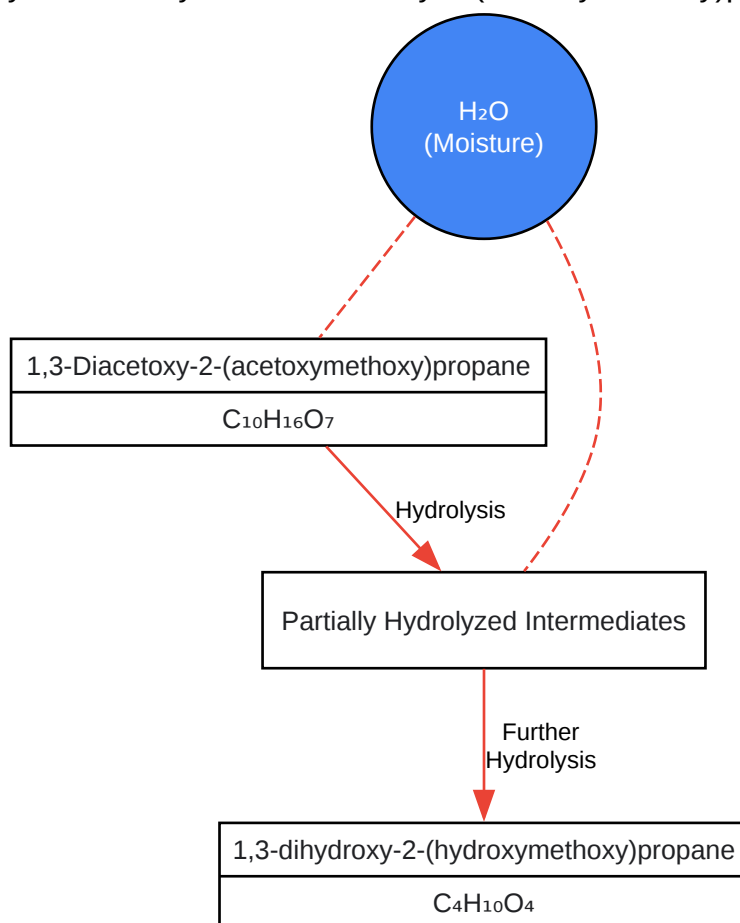 H₂O
(Moisture)
1,3-Diacetoxy-2-(acetoxymethoxy)propane
C₁₀H₁₆O₇
Hydrolysis
Partially Hydrolyzed Intermediates
Further
Hydrolysis
1,3-dihydroxy-2-(hydroxymethoxy)propane
C₄H₁₀O₄